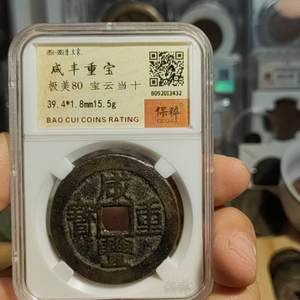 咸丰重宝
极美80 宝云当十
39.4*1.8mm15.5g
BAO CUI COINS RATING
保粹
6092013432
咸豐重寶